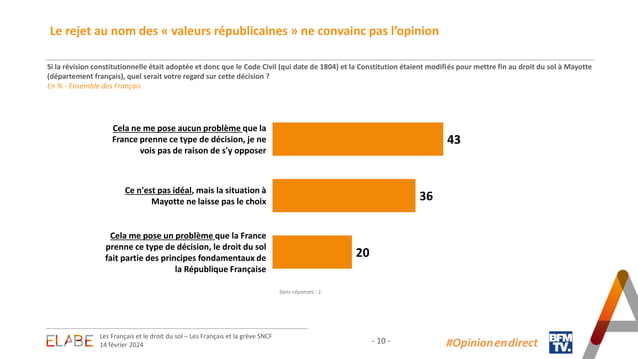 Le rejet au nom des « valeurs républicaines » ne convainc pas l’opinion
Si la révision constitutionnelle était adoptée et donc que le Code Civil (qui date de 1804) et la Constitution étaient modifiés pour mettre fin au droit du sol à Mayotte
(département français), quel serait votre regard sur cette décision ?
En % - Ensemble des Français
Cela ne me pose aucun problème que la
France prenne ce type de décision, je ne
vois pas de raison de s'y opposer
43
Ce n'est pas idéal, mais la situation à
Mayotte ne laisse pas le choix
36
Cela me pose un problème que la France
prenne ce type de décision, le droit du sol
fait partie des principes fondamentaux de
la République Française
20
Sans réponses : 1
ELABE
Les Français et le droit du sol – Les Français et la grève SNCF
14 février 2024
- 10 -
#Opinionendirect
BFM
TV.